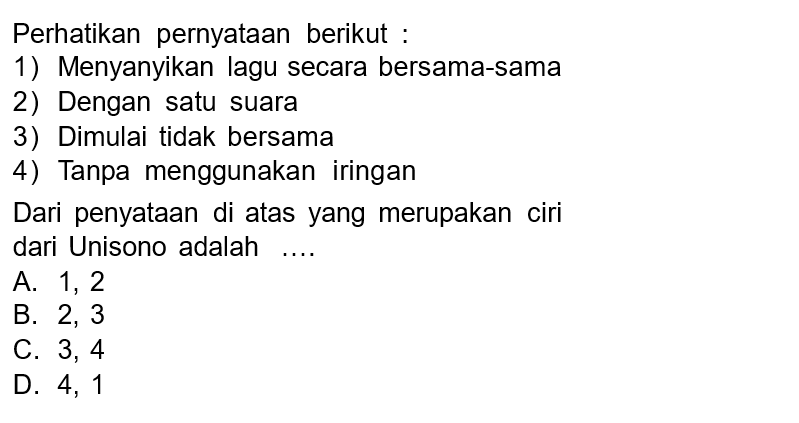 Perhatikan pernyataan berikut :
1) Menyanyikan lagu secara bersama-sama
2) Dengan satu suara
3) Dimulai tidak bersama
4) Tanpa menggunakan iringan
Dari penyataan di atas yang merupakan ciri
dari Unisono adalah ....
A. 1, 2
B. 2, 3
C. 3, 4
D. 4, 1